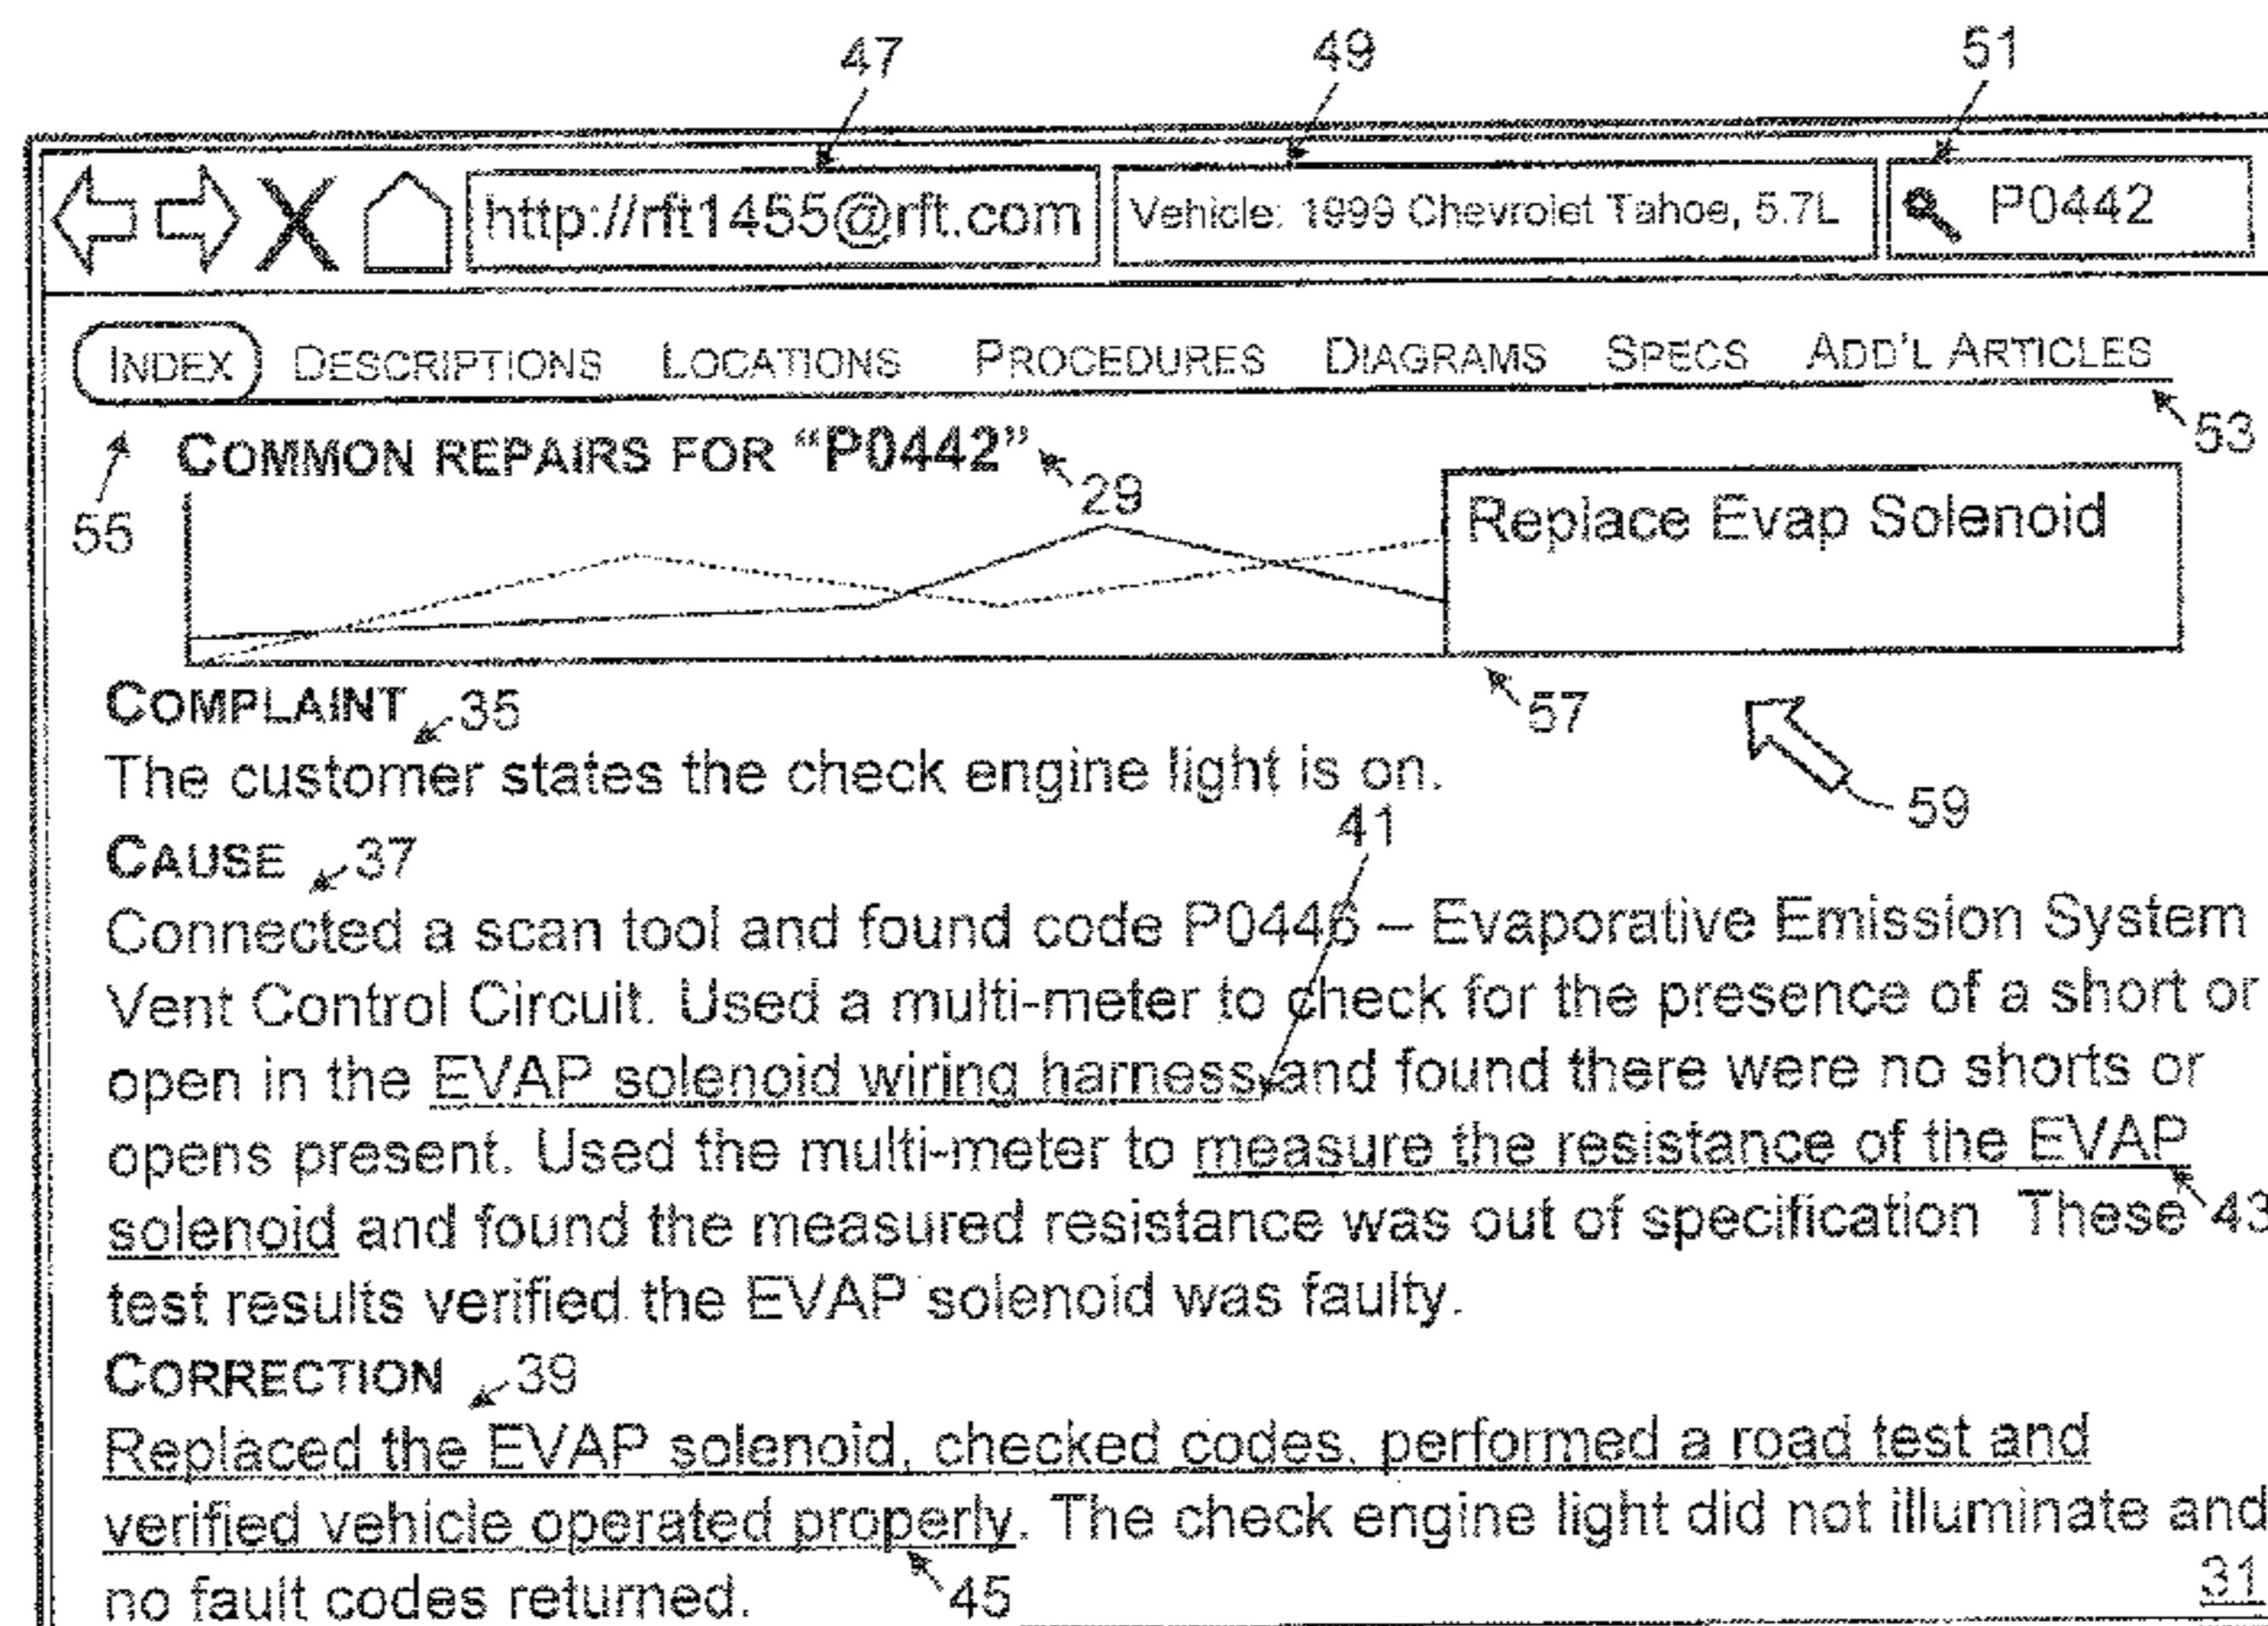 47 49 51
http://rft1455@rft.com Vehicle: 1999 Chevrolet Tahoe, 5.7L P0442
INDEX DESCRIPTIONS LOCATIONS PROCEDURES DIAGRAMS SPECS ADD'L ARTICLES
53
COMMON REPAIRS FOR “P0442”
29
55
Replace Evap Solenoid
57
COMPLAINT 35
The customer states the check engine light is on.
59
41
CAUSE 37
Connected a scan tool and found code P0446 – Evaporative Emission System
Vent Control Circuit. Used a multi-meter to check for the presence of a short or
open in the EVAP solenoid wiring harness and found there were no shorts or
opens present. Used the multi-meter to measure the resistance of the EVAP
solenoid and found the measured resistance was out of specification These 43
test results verified the EVAP solenoid was faulty.
CORRECTION 39
Replaced the EVAP solenoid, checked codes, performed a road test and
verified vehicle operated properly. The check engine light did not illuminate and
no fault codes returned. 45 31